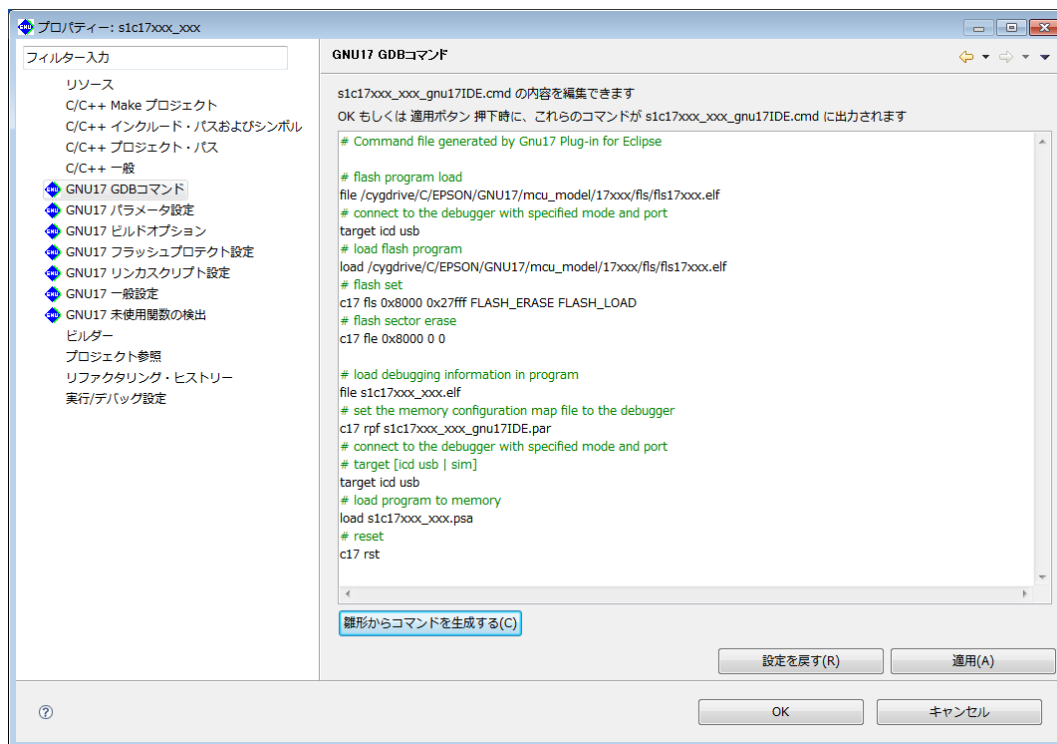 プロパティー: s1c17xxx_xxx
フィルター入力
リソース
C/C++ Make プロジェクト
C/C++ インクルード・パスおよびシンボル
C/C++ プロジェクト・パス
C/C++ 一般
GNU17 GDBコマンド
GNU17 パラメータ設定
GNU17 ビルドオプション
GNU17 フラッシュプロテクト設定
GNU17 リンカスクリプト設定
GNU17 一般設定
GNU17 未使用関数の検出
ビルダー
プロジェクト参照
リファクタリング・ヒストリー
実行/デバッグ設定
GNU17 GDBコマンド
s1c17xxx_xxx_gnu17IDE.cmd の内容を編集できます
OK もしくは 適用ボタン 押下時に、これらのコマンドが s1c17xxx_xxx_gnu17IDE.cmd に出力されます
# Command file generated by Gnu17 Plug-in for Eclipse
# flash program load
file /cygdrive/C/EPSON/GNU17/mcu_model/17xxx/fls/fls17xxx.elf
# connect to the debugger with specified mode and port
target icd usb
# load flash program
load /cygdrive/C/EPSON/GNU17/mcu_model/17xxx/fls/fls17xxx.elf
# flash set
c17 fls 0x8000 0x27fff FLASH_ERASE FLASH_LOAD
# flash sector erase
c17 fle 0x8000 0 0
# load debugging information in program
file s1c17xxx_xxx.elf
# set the memory configuration map file to the debugger
c17 rpf s1c17xxx_xxx_gnu17IDE.par
# connect to the debugger with specified mode and port
# target [icd usb | sim]
target icd usb
# load program to memory
load s1c17xxx_xxx.psa
# reset
c17 rst
雛形からコマンドを生成する(C)
設定を戻す(R)
適用(A)
OK
キャンセル